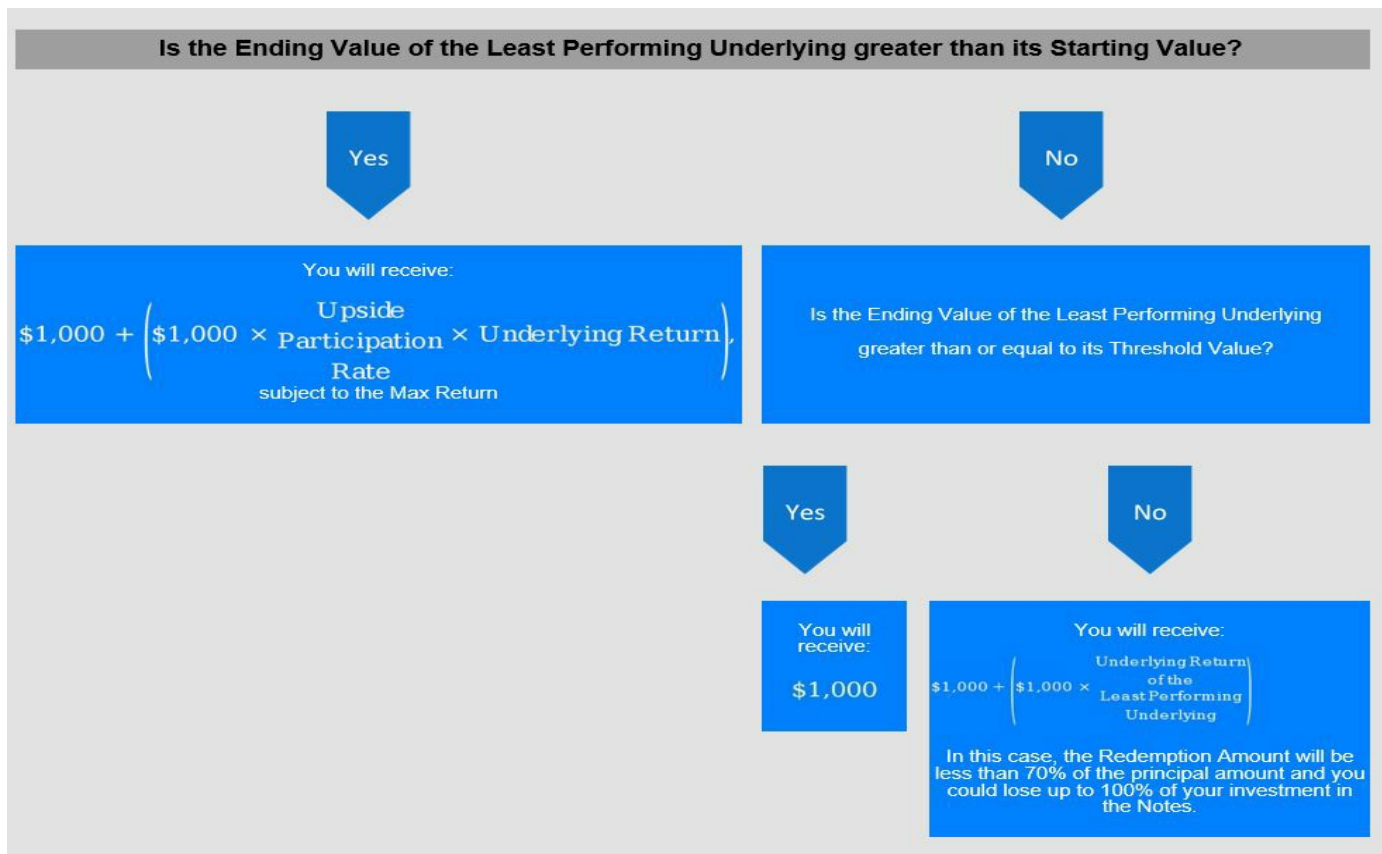 Is the Ending Value of the Least Performing Underlying greater than its Starting Value?
Yes
No
You will receive:
$1,000 + ($1,000 × Upside Participation Rate × Underlying Return),
subject to the Max Return
Is the Ending Value of the Least Performing Underlying
greater than or equal to its Threshold Value?
Yes
No
You will
receive:
$1,000
You will receive:
$1,000 + ($1,000 × Underlying Return of the Least Performing Underlying)
In this case, the Redemption Amount will be
less than 70% of the principal amount and you
could lose up to 100% of your investment in
the Notes.